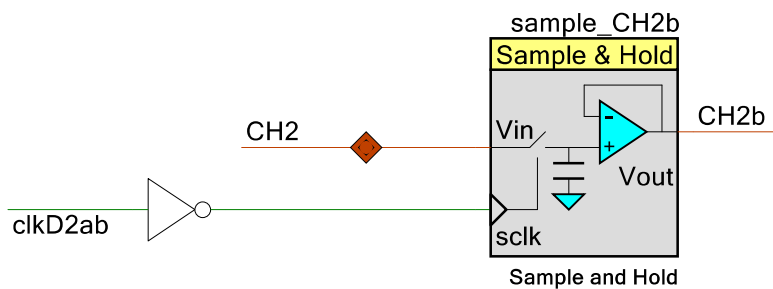 sample_CH2b
Sample & Hold
CH2
Vin
-
+
CH2b
Vout
clkD2ab
sclk
Sample and Hold